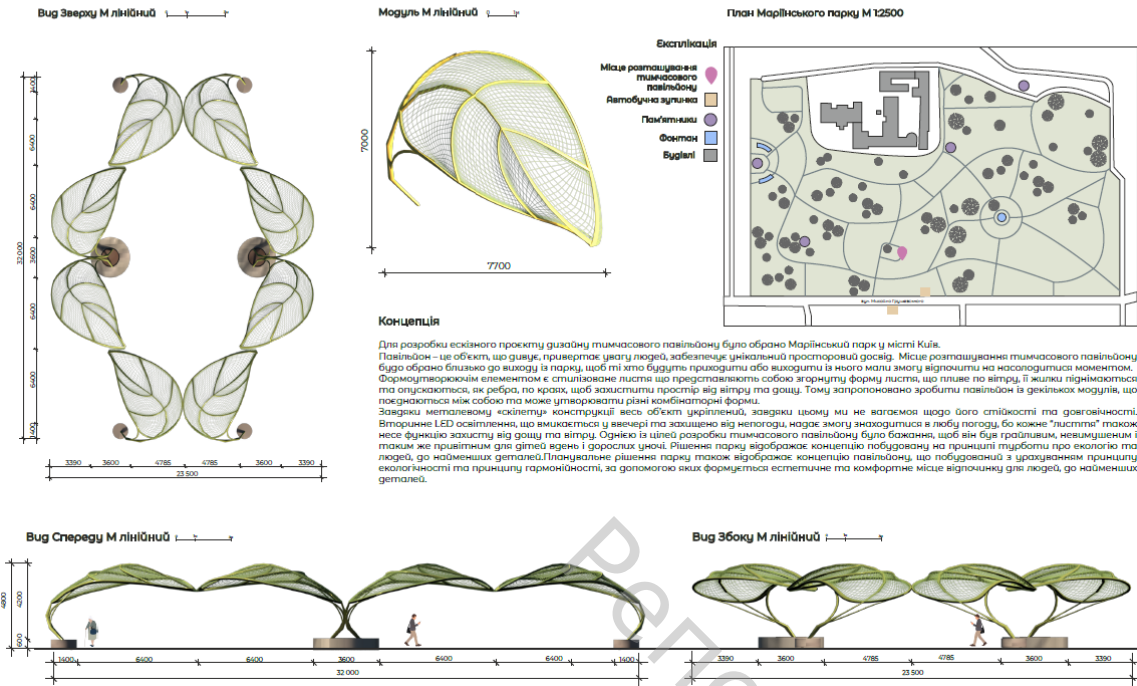 Вид Зверху М лінійний
Модуль М лінійний
План Маріїнського парку М 1:2500
Експлікація
Місце розташування
тимчасового
павільйону
Автобучна зупинка
Пам'ятники
Фонтан
Будівлі
1400
6400
6400
3600
6400
6400
1400
32 000
3390
3600
4785
4785
3600
3390
23 500
7000
7700
вул. Михайла Грушевського
Концепція
Для розробки ескізного проєкту дизайну тимчасового павільйону було обрано Маріїнський парк у місті Київ.
Павільйон – це об'єкт, що дивує, привертає увагу людей, забезпечує унікальний просторовий досвід. Місце розташування тимчасового павільйону
будо обрано близько до виходу із парку, щоб ті хто будуть приходити або виходити із нього мали змогу відпочити на насолодитися моментом.
Формоутворюючім елементом є стилізоване листя що представляють собою згорнуту форму листя, що пливе по вітру, її жилки піднімаються
та опускаються, як ребра, по краях, щоб захистити простір від вітру та дощу. Тому запропоновано зробити павільйон із декількох модулів, що
поєднаються між собою та може утворювати різні комбінаторні форми.
Завдяки металевому «скілету» конструкції весь об'єкт укріплений, завдяки цьому ми не вагаємося щодо його стійкості та довговічності.
Вторинне LED освітлення, що вмикається у ввечері та захищено від непогоди, надає змогу знаходитися в любу погоду, бо кожне "листття" також
несе функцію захисту від дощу та вітру. Однією із цілей розробки тимчасового павільйону було бажання, щоб він був грайливим, невимушеним і
таким же привітним для дітей вдень і дорослих уночі. Рішення парку відображає концепцію побудовану на принципі турботи про екологію та
людей, до найменших деталей.Планувальне рішення парку також відображає концепцію павільйону, що побудований з урахуванням принципу
екологічності та принципу гармонійності, за допомогою яких формується естетичне та комфортне місце відпочинку для людей, до найменших
деталей.
Вид Спереду М лінійний
Вид Збоку М лінійний
4800
4200
600
1400
6400
6400
3600
6400
6400
1400
32 000
3390
3600
4785
4785
3600
3390
23 500